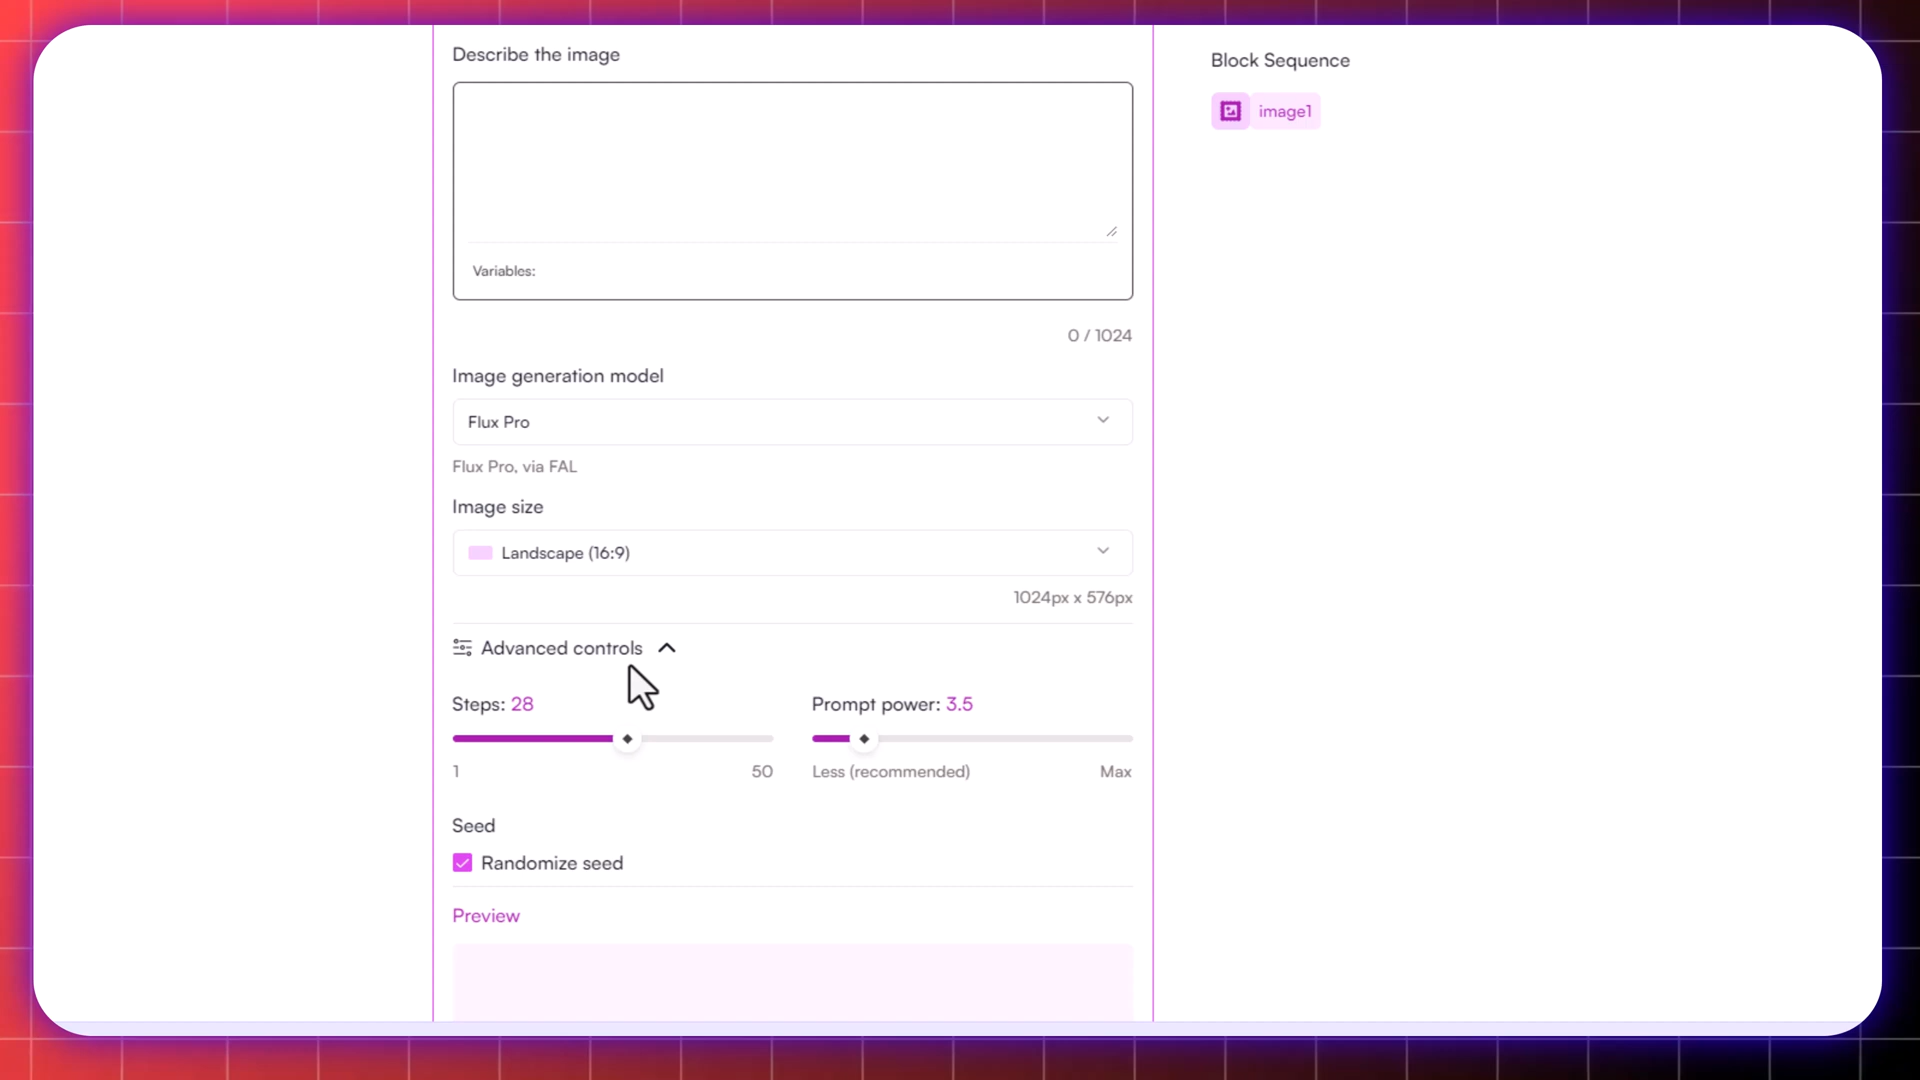 Describe the image
Variables:
0 / 1024
Image generation model
Flux Pro
Flux Pro, via FAL
Image size
Landscape (16:9)
1024px x 576px
Advanced controls
Steps: 28
1 50
Prompt power: 3.5
Less (recommended) Max
Seed
Randomize seed
Preview
Block Sequence
image1